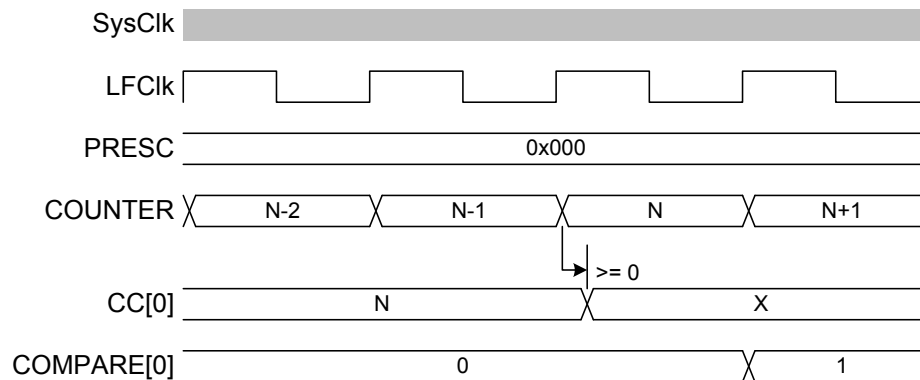 SysClk
LFClk
PRESC 0x000
COUNTER N-2 N-1 N N+1
>= 0
CC[0] N X
COMPARE[0] 0 1